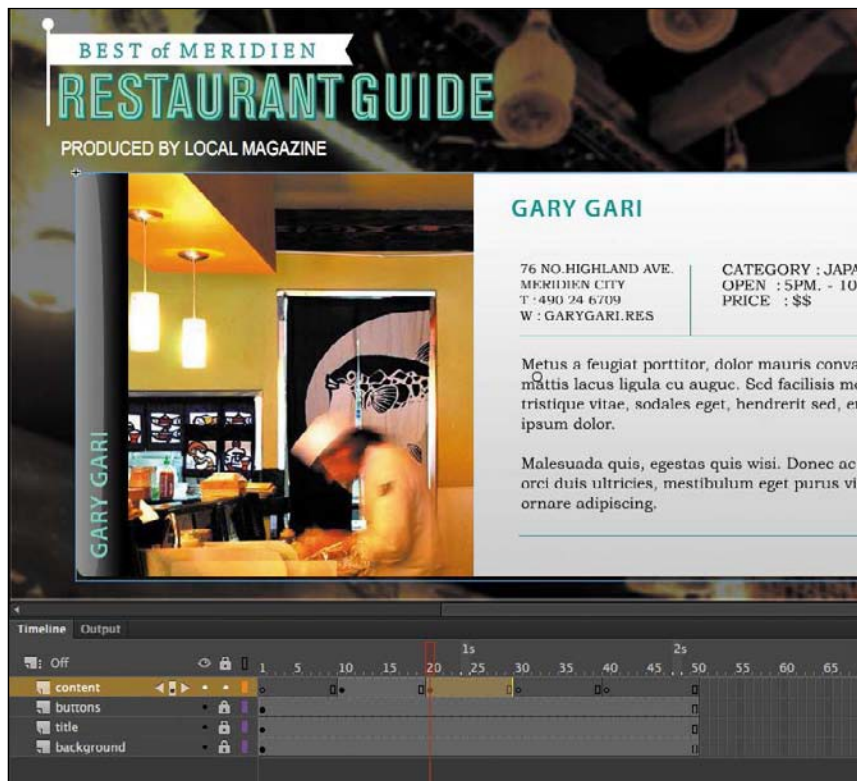 BEST of MERIDIEN
RESTAURANT GUIDE
PRODUCED BY LOCAL MAGAZINE
GARY GARI
GARY GARI
76 NO.HIGHLAND AVE.
MERIDIEN CITY
T : 490 24 6709
W : GARYGARI.RES
CATEGORY : JAPA
OPEN : 5PM. - 10
PRICE : $$
Metus a feugiat porttitor, dolor mauris conva
mattis lacus ligula cu augue. Sed facilisis me
tristique vitae, sodales eget, hendrerit sed, er
ipsum dolor.
Malesuada quis, egestas quis wisi. Donec ac
orci duis ultricies, mestibulum eget purus vi
ornare adipiscing.
Timeline Output
Off 1s 2s
1 5 10 15 20 25 30 35 40 45 50 55 60 65
content
buttons
title
background